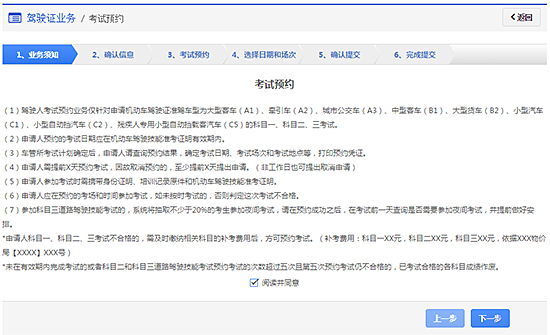 驾驶证业务 / 考试预约
返回
1、业务须知
2、确认信息
3、考试预约
4、选择日期和场次
5、确认提交
6、完成提交
考试预约
（1）驾驶人考试预约业务仅针对申请机动车驾驶证准驾车型为大型客车（A1）、牵引车（A2）、城市公交车（A3）、中型客车（B1）、大型货车（B2）、小型汽车
（C1）、小型自动挡汽车（C2）、残疾人专用小型自动挡载客汽车（C5）的科目一、科目二、三考试。
（2）申请人预约的考试日期应在机动车驾驶技能准考证明有效期内。
（3）车管所考试计划确定后，申请人请查询预约结果，确定考试日期、考试场次和考试地点等，打印预约凭证。
（4）申请人需提前X天预约考试，因故取消预约的，至少提前X天提出申请。（非工作日也可提出取消申请）
（5）申请人参加考试时需携带身份证明、培训记录原件和机动车驾驶技能准考证明。
（6）申请人应在预约的考场和时间参加考试，如未按时考试的，否则判定这次考试不合格。
（7）参加科目三道路驾驶技能考试的，系统将抽取不少于20%的考生参加夜间考试，请在预约成功之后，在考试前一天查询是否需要参加夜间考试，并提前做好安
排。
*申请人科目一、科目二、三考试不合格的，需及时缴纳相关科目的补考费用后，方可预约考试。（补考费用：科目一XX元，科目二XX元，科目三XX元，依据XXX物价
局【XXXX】XXX号）
*未在有效期内完成考试的或者科目二和科目三道路驾驶技能考试预约考试的次数超过五次且第五次预约考试仍不合格的，已考试合格的各科目成绩作废。
阅读并同意
上一步
下一步